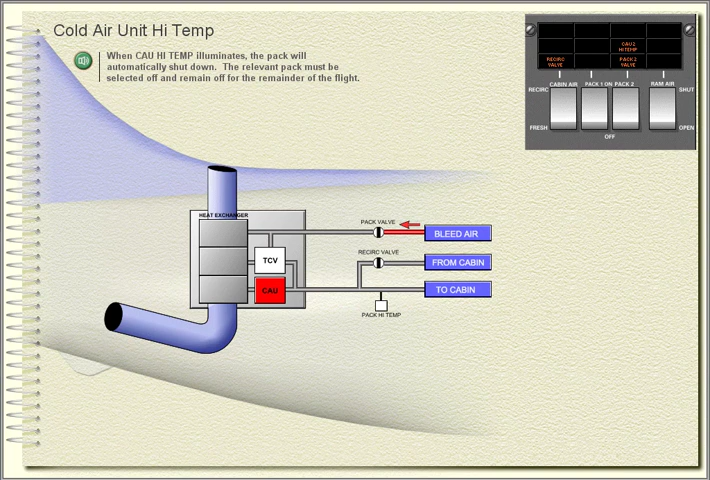 Cold Air Unit Hi Temp
When CAU HI TEMP illuminates, the pack will
automatically shut down.  The relevant pack must be
selected off and remain off for the remainder of the flight.
CAU2
HITEMP
RECIRC
VALVE
PACK2
VALVE
CABIN AIR
PACK 1 ON PACK 2
RAM AIR
RECIRC
SHUT
FRESH
OPEN
OFF
HEAT EXCHANGER
PACK VALVE
BLEED AIR
RECIRC VALVE
TCV
FROM CABIN
CAU
TO CABIN
PACK HI TEMP